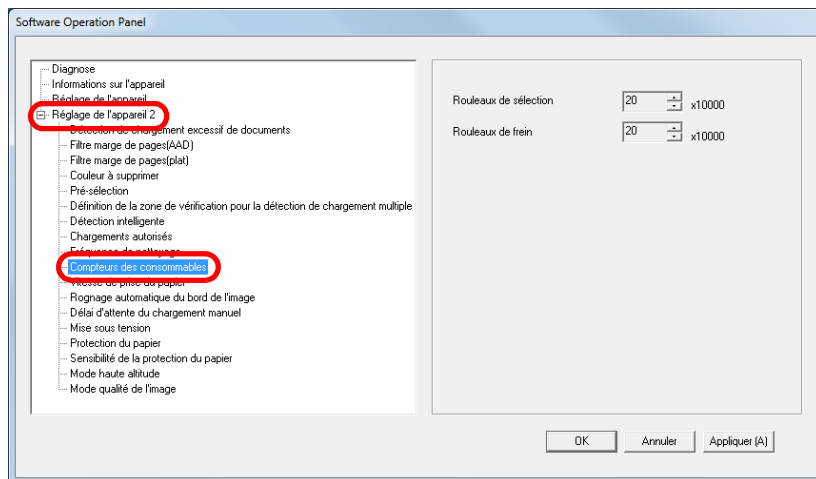 Software Operation Panel
Diagnose
Informations sur l'appareil
Réglage de l'appareil
Réglage de l'appareil 2
Détection de chargement excessif de documents
Filtre marge de pages(AAD)
Filtre marge de pages(plat)
Couleur à supprimer
Pré-sélection
Définition de la zone de vérification pour la détection de chargement multiple
Détection intelligente
Chargements autorisés
Fréquence de nettoyage
Compteurs des consommables
Vitesse de prise du papier
Rognage automatique du bord de l'image
Délai d'attente du chargement manuel
Mise sous tension
Protection du papier
Sensibilité de la protection du papier
Mode haute altitude
Mode qualité de l'image
Rouleaux de sélection 20 x10000
Rouleaux de frein 20 x10000
OK Annuler Appliquer (A)